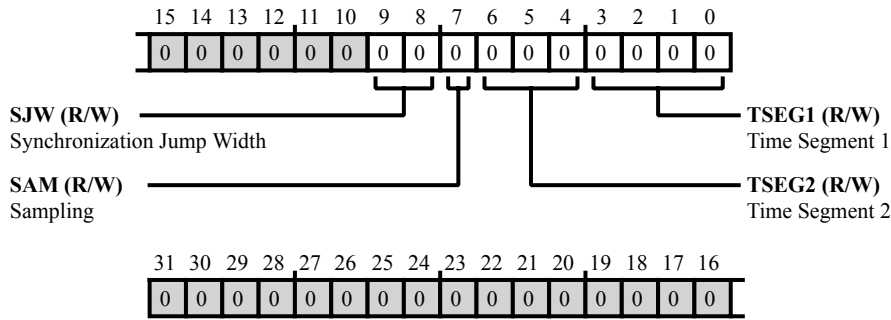 15 14 13 12 11 10 9 8 7 6 5 4 3 2 1 0
0 0 0 0 0 0 0 0 0 0 0 0 0 0 0 0
SJW (R/W)
Synchronization Jump Width
TSEG1 (R/W)
Time Segment 1
SAM (R/W)
Sampling
TSEG2 (R/W)
Time Segment 2
31 30 29 28 27 26 25 24 23 22 21 20 19 18 17 16
0 0 0 0 0 0 0 0 0 0 0 0 0 0 0 0